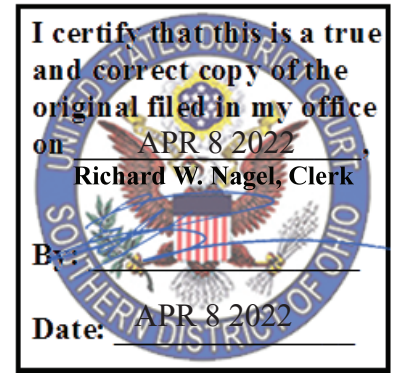 I certify that this is a true
and correct copy of the
original filed in my office
on APR 8 2022 ,
Richard W. Nagel, Clerk
By:
Date: APR 8 2022
UNITED STATES DISTRICT COURT
SOUTHERN DISTRICT OF OHIO